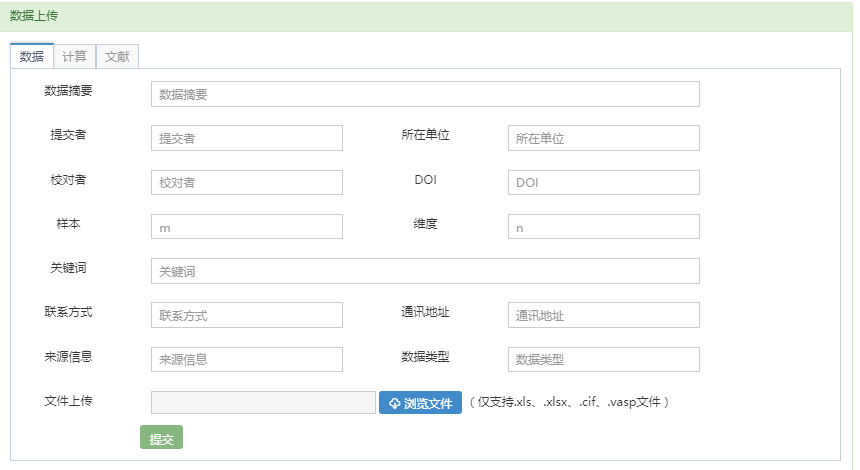 数据上传
数据 计算 文献
数据摘要 数据摘要
提交者 提交者 所在单位 所在单位
校对者 校对者 DOI DOI
样本 m 维度 n
关键词 关键词
联系方式 联系方式 通讯地址 通讯地址
来源信息 来源信息 数据类型 数据类型
文件上传 浏览文件 （仅支持.xls、.xlsx、.cif、.vasp文件）
提交